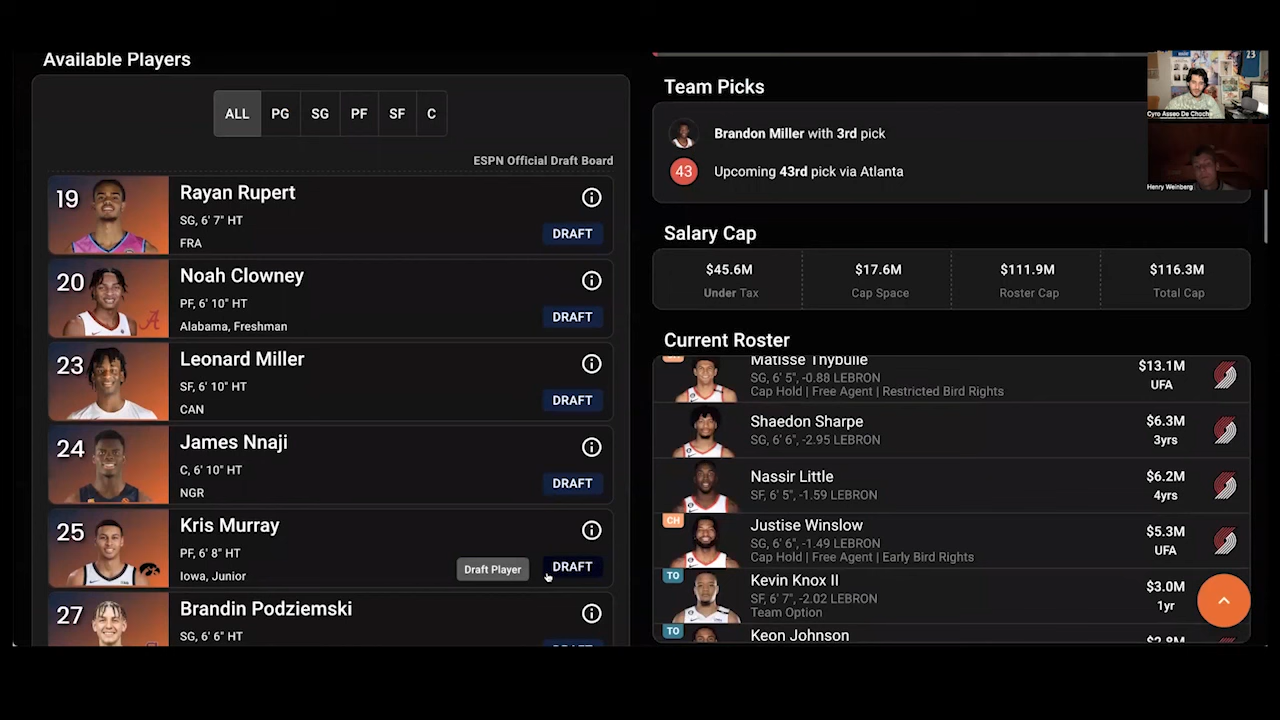 Available Players
ALL PG SG PF SF C
ESPN Official Draft Board
19
Rayan Rupert
SG, 6' 7" HT
FRA
DRAFT
20
Noah Clowney
PF, 6' 10" HT
Alabama, Freshman
DRAFT
23
Leonard Miller
SF, 6' 10" HT
CAN
DRAFT
24
James Nnaji
C, 6' 10" HT
NGR
DRAFT
25
Kris Murray
PF, 6' 8" HT
Iowa, Junior
Draft Player
DRAFT
27
Brandin Podziemski
SG, 6' 6" HT
Team Picks
Brandon Miller with 3rd pick
43
Upcoming 43rd pick via Atlanta
23
Cyro Asseo De Choch
Henry Weinberg
Salary Cap
$45.6M
Under Tax
$17.6M
Cap Space
$111.9M
Roster Cap
$116.3M
Total Cap
Current Roster
Matisse Thybulle
SG, 6' 5", -0.88 LEBRON
Cap Hold | Free Agent | Restricted Bird Rights
$13.1M
UFA
Shaedon Sharpe
SG, 6' 6", -2.95 LEBRON
$6.3M
3yrs
Nassir Little
SF, 6' 5", -1.59 LEBRON
$6.2M
4yrs
CH
Justise Winslow
SG, 6' 6", -1.49 LEBRON
Cap Hold | Free Agent | Early Bird Rights
$5.3M
UFA
TO
Kevin Knox II
SF, 6' 7", -2.02 LEBRON
Team Option
$3.0M
1yr
TO
Keon Johnson
$2.8M